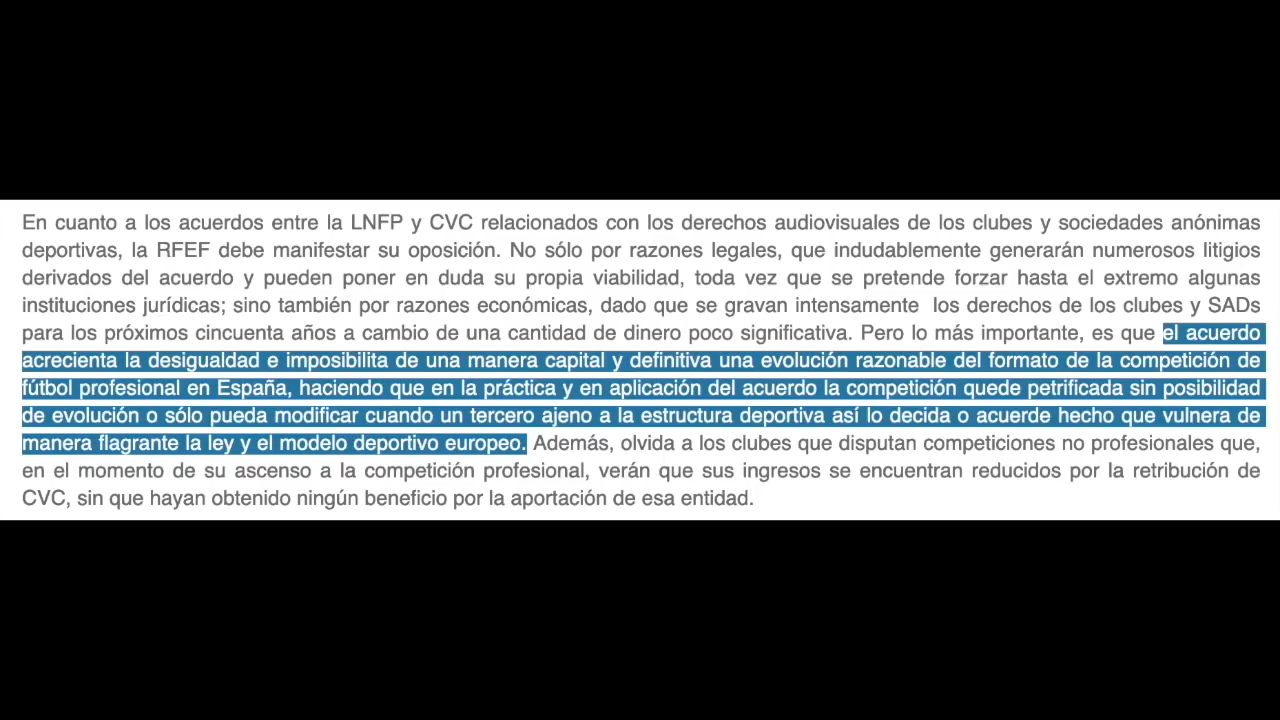 En cuanto a los acuerdos entre la LNFP y CVC relacionados con los derechos audiovisuales de los clubes y sociedades anónimas
deportivas, la RFEF debe manifestar su oposición. No sólo por razones legales, que indudablemente generarán numerosos litigios
derivados del acuerdo y pueden poner en duda su propia viabilidad, toda vez que se pretende forzar hasta el extremo algunas
instituciones jurídicas; sino también por razones económicas, dado que se gravan intensamente los derechos de los clubes y SADs
para los próximos cincuenta años a cambio de una cantidad de dinero poco significativa. Pero lo más importante, es que el acuerdo
acrecienta la desigualdad e imposibilita de una manera capital y definitiva una evolución razonable del formato de la competición de
fútbol profesional en España, haciendo que en la práctica y en aplicación del acuerdo la competición quede petrificada sin posibilidad
de evolución o sólo pueda modificar cuando un tercero ajeno a la estructura deportiva así lo decida o acuerde hecho que vulnera de
manera flagrante la ley y el modelo deportivo europeo. Además, olvida a los clubes que disputan competiciones no profesionales que,
en el momento de su ascenso a la competición profesional, verán que sus ingresos se encuentran reducidos por la retribución de
CVC, sin que hayan obtenido ningún beneficio por la aportación de esa entidad.